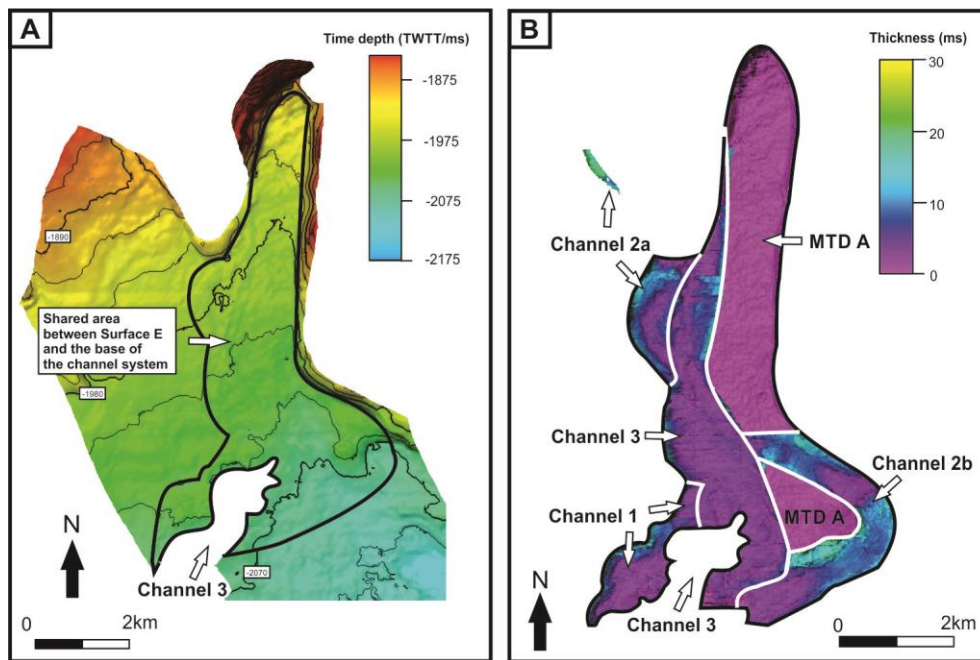 A
Time depth (TWTT/ms)
-1875
-1975
-2075
-2175
-1890
Shared area
between Surface E
and the base of
the channel system
-1980
N
Channel 3
-2070
0
2km
B
Thickness (ms)
30
20
10
0
Channel 2a
MTD A
Channel 3
Channel 2b
Channel 1
MTD A
N
Channel 3
0
2km